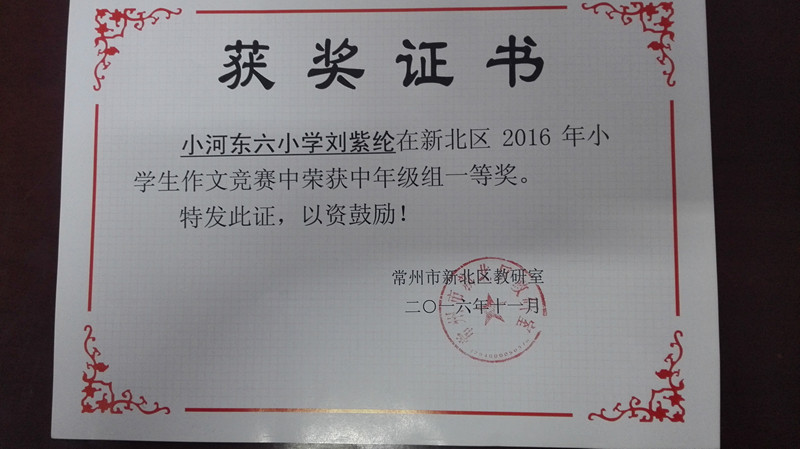 获奖证书
小河东六小学刘紫纶在新北区 2016 年小
学生作文竞赛中荣获中年级组一等奖。
特发此证，以资鼓励！
常州市新北区教研室
二〇一六年十一月